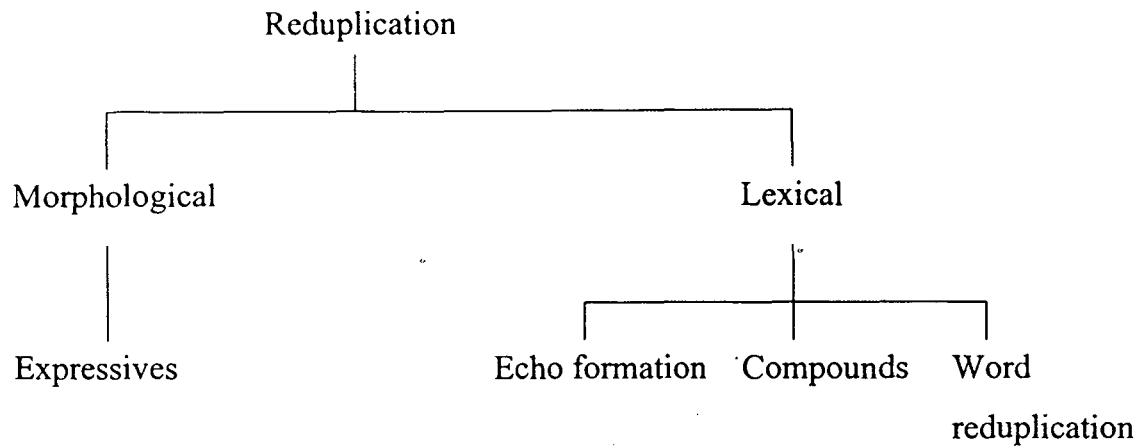 Reduplication
Morphological Lexical
Expressives Echo formation Compounds Word
reduplication